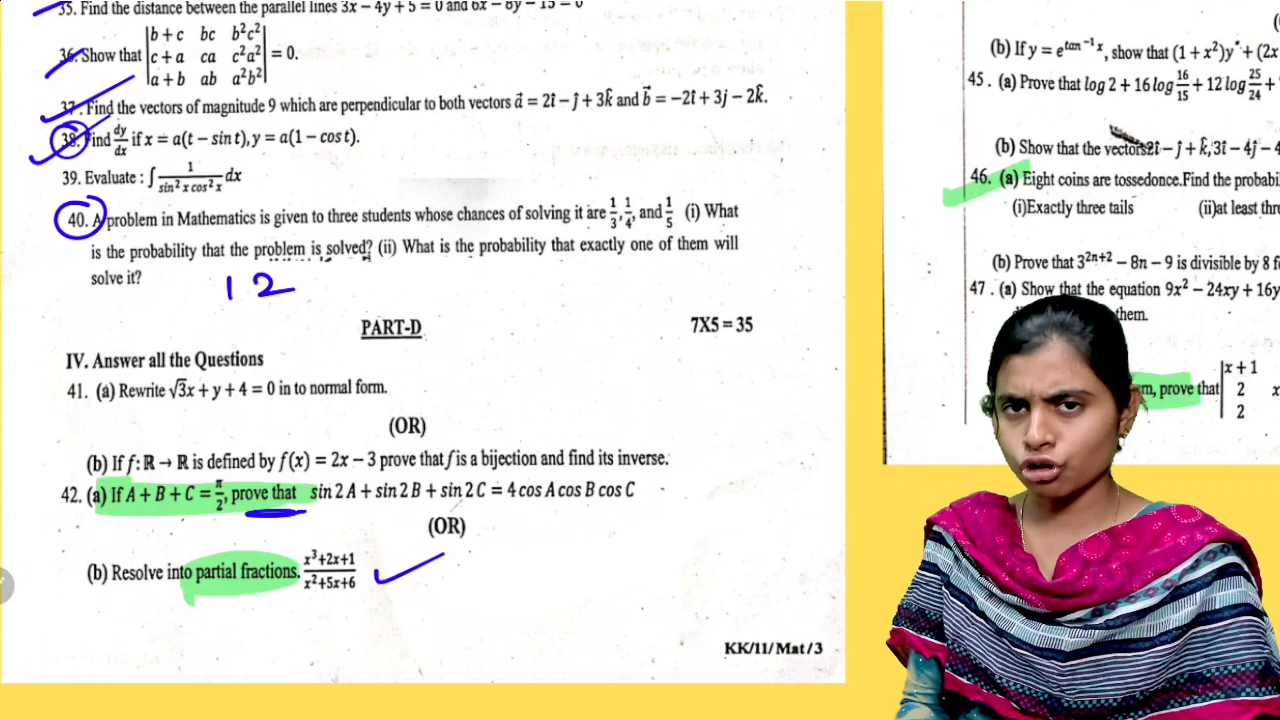 35. Find the distance between the parallel lines 3x − 4y + 5 = 0 and 6x − 8y − 15 = 0
36. Show that |b + c bc b²c²|
|c + a ca c²a²| = 0.
|a + b ab a²b²|
37. Find the vectors of magnitude 9 which are perpendicular to both vectors a⃗ = 2î − ĵ + 3k̂ and b⃗ = −2î + 3j − 2k̂.
38. Find dy/dx if x = a(t − sin t), y = a(1 − cos t).
39. Evaluate : ∫ 1/(sin² x cos² x) dx
40. A problem in Mathematics is given to three students whose chances of solving it are 1/3, 1/4, and 1/5 (i) What
is the probability that the problem is solved? (ii) What is the probability that exactly one of them will
solve it?
12
PART-D 7X5 = 35
IV. Answer all the Questions
41. (a) Rewrite √3x + y + 4 = 0 in to normal form.
(OR)
(b) If f: ℝ → ℝ is defined by f(x) = 2x − 3 prove that f is a bijection and find its inverse.
42. (a) If A + B + C = π/2, prove that sin 2A + sin 2B + sin 2C = 4 cos A cos B cos C
(OR)
(b) Resolve into partial fractions. (x³+2x+1)/(x²+5x+6)
KK/11/Mat/3
(b) If y = e^(tan⁻¹ x), show that (1 + x²)y″ + (2x
45. (a) Prove that log 2 + 16 log 16/15 + 12 log 25/24 +
(b) Show that the vectors 2î − ĵ + k̂, 3î − 4ĵ − 4
46. (a) Eight coins are tossedonce.Find the probabi
(i)Exactly three tails (ii)at least thr
(b) Prove that 3²ⁿ⁺² − 8n − 9 is divisible by 8 f
47 . (a) Show that the equation 9x² − 24xy + 16y
them.
m, prove that |x + 1
2 x
2